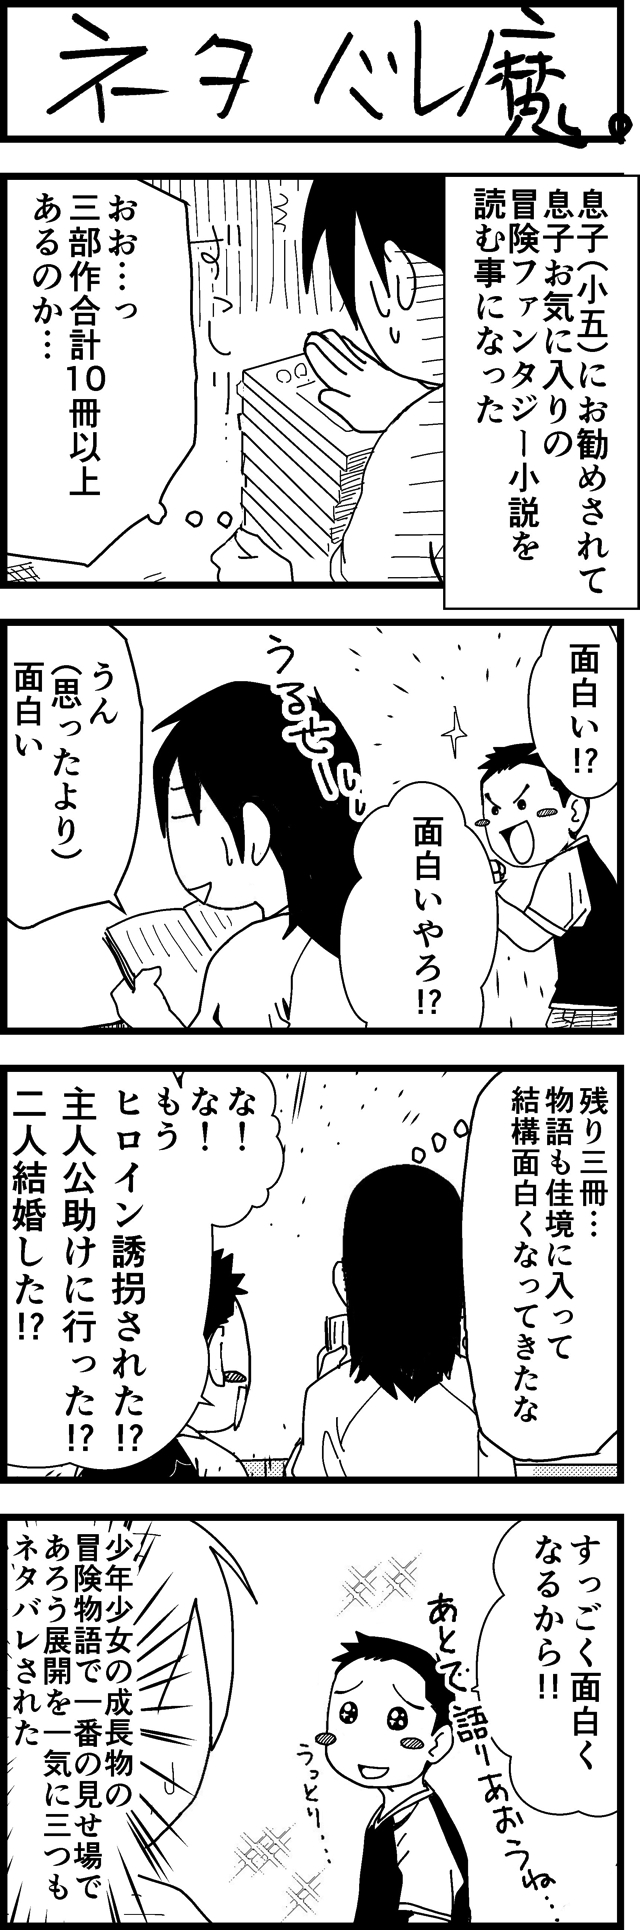 ネタバレ魔。
息子(小五)にお勧めされて
息子お気に入りの
冒険ファンタジー小説を
読む事になった
おお…っ
三部作合計10冊以上
あるのか…
ずっしり…
面白い!?
面白いやろ!?
うるせー
うん
(思ったより)
面白い
残り三冊…
物語も佳境に入って
結構面白くなってきたな
な!
な!
もう
ヒロイン誘拐された!?
主人公助けに行った!?
二人結婚した!?
すっごく面白く
なるから!!
あとで語りあおうね…
うっとり…
少年少女の成長物の
冒険物語で一番の見せ場で
あろう展開を一気に三つも
ネタバレされた